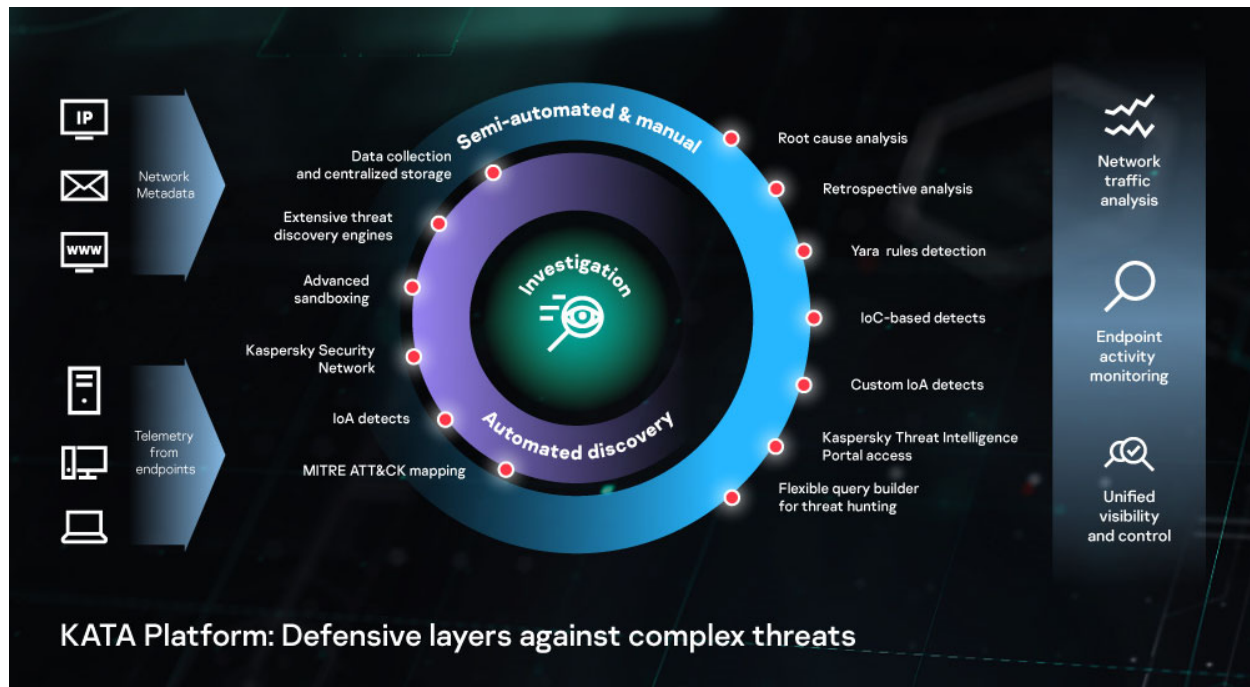 IP
WWW
Network
Metadata
Telemetry
from
endpoints
Semi-automated & manual
Data collection
and centralized storage
Extensive threat
discovery engines
Advanced
sandboxing
Kaspersky Security
Network
IoA detects
MITRE ATT&CK mapping
Investigation
Automated discovery
Root cause analysis
Retrospective analysis
Yara rules detection
IoC-based detects
Custom IoA detects
Kaspersky Threat Intelligence
Portal access
Flexible query builder
for threat hunting
Network
traffic
analysis
Endpoint
activity
monitoring
Unified
visibility
and control
KATA Platform: Defensive layers against complex threats